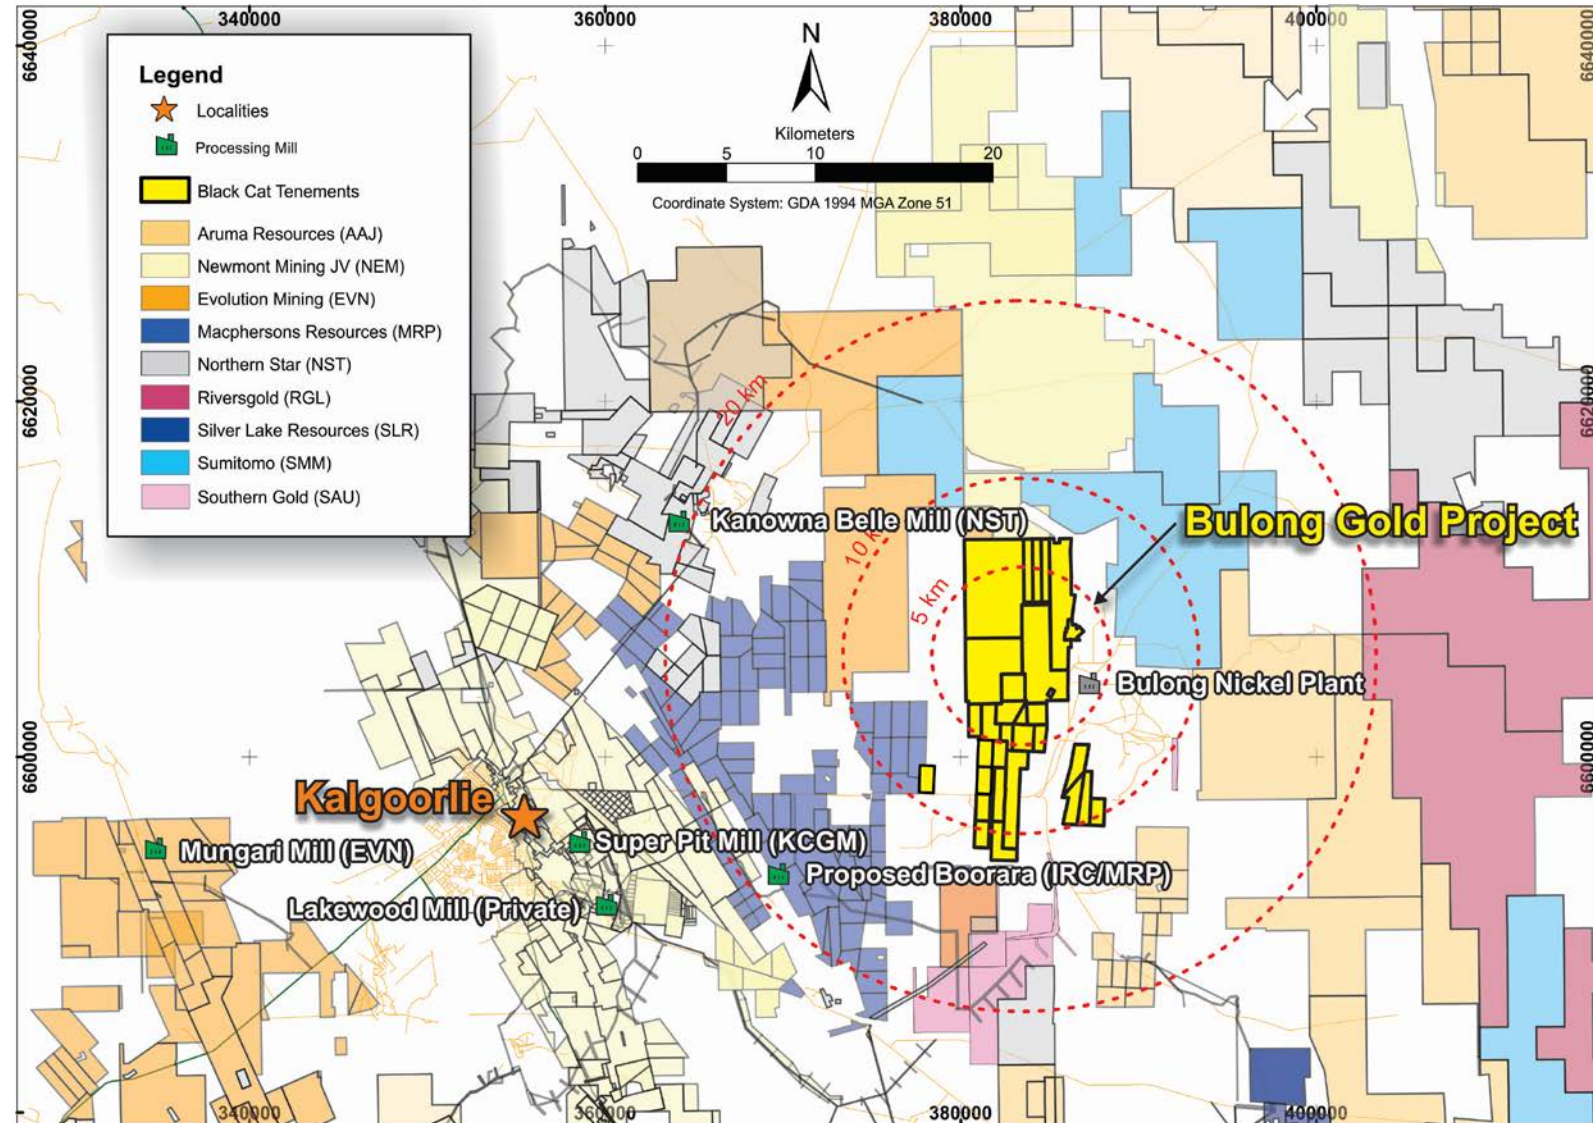 340000
360000
380000
400000
6640000
6640000
Legend
Localities
Processing Mill
Black Cat Tenements
Aruma Resources (AAJ)
Newmont Mining JV (NEM)
Evolution Mining (EVN)
Macphersons Resources (MRP)
Northern Star (NST)
Riversgold (RGL)
Silver Lake Resources (SLR)
Sumitomo (SMM)
Southern Gold (SAU)
N
Kilometers
0 5 10 20
Coordinate System: GDA 1994 MGA Zone 51
6620000
6620000
20 km
Kanowna Belle Mill (NST)
Bulong Gold Project
10 k
5 km
Bulong Nickel Plant
6600000
6600000
Kalgoorlie
Super Pit Mill (KCGM)
Mungari Mill (EVN)
Proposed Boorara (IRC/MRP)
Lakewood Mill (Private)
340000
360000
380000
400000